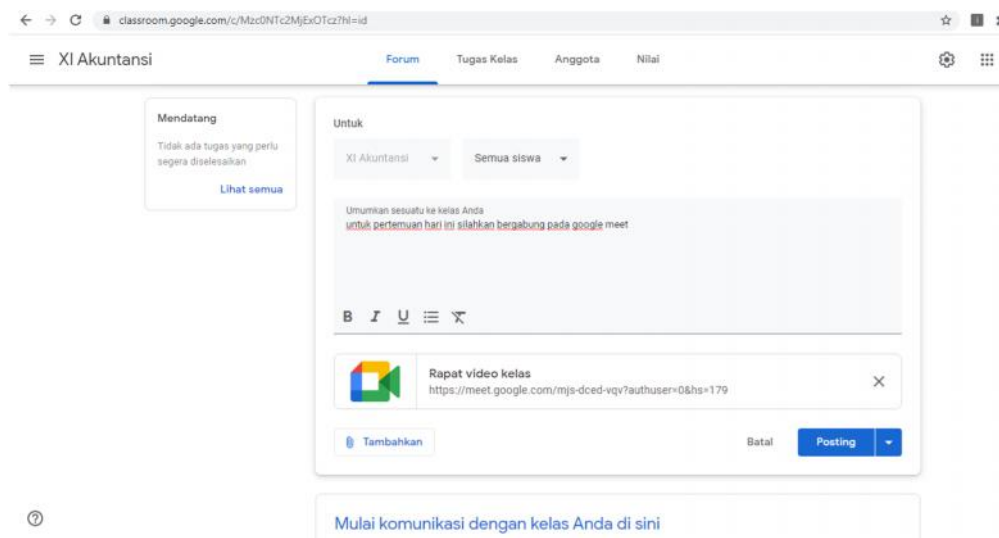 classroom.google.com/c/Mzc0NTc2MjExOTcz?hl=id
XI Akuntansi
Forum
Tugas Kelas
Anggota
Nilai
Mendatang
Tidak ada tugas yang perlu
segera diselesaikan
Lihat semua
Untuk
XI Akuntansi
Semua siswa
Umumkan sesuatu ke kelas Anda
untuk pertemuan hari ini silahkan bergabung pada google meet
B I U
Rapat video kelas
https://meet.google.com/mjs-dced-vqv?authuser=0&hs=179
Tambahkan
Batal
Posting
Mulai komunikasi dengan kelas Anda di sini